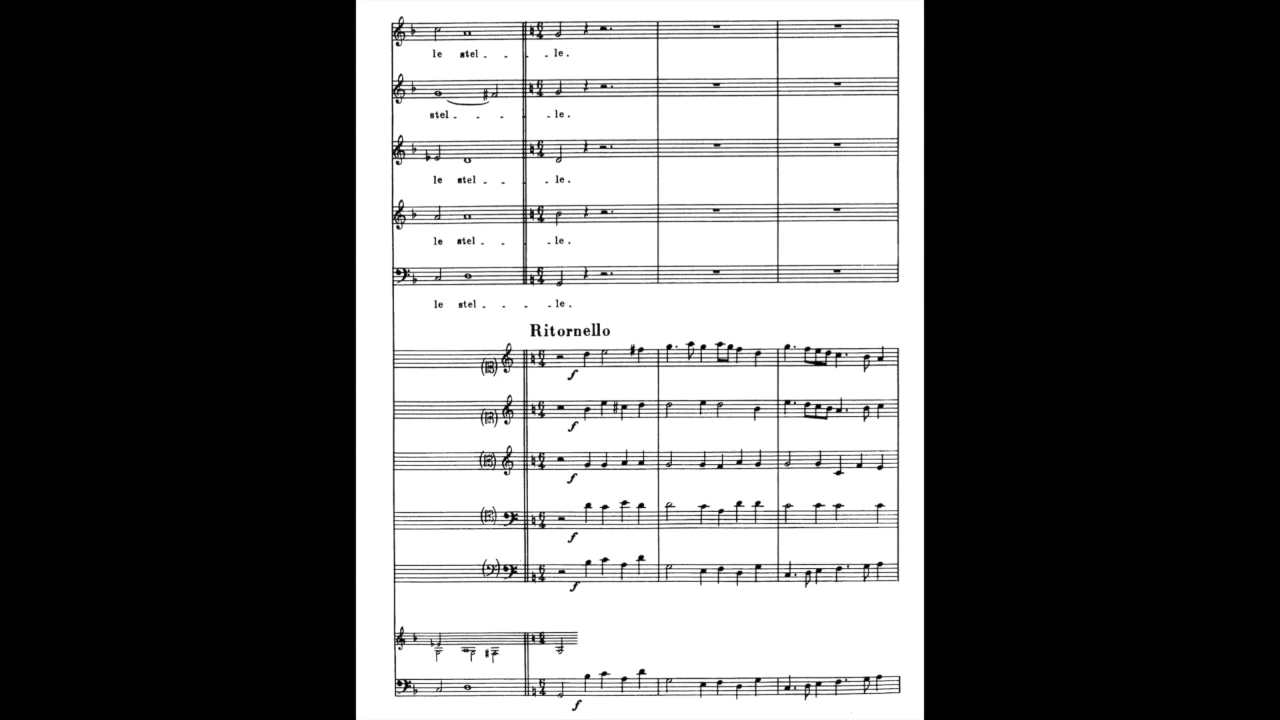 le stel - - - le.
stel - - - - le.
le stel - - - le.
le stel - - - le.
le stel - - - - le.
Ritornello
f
f
f
f
f
f